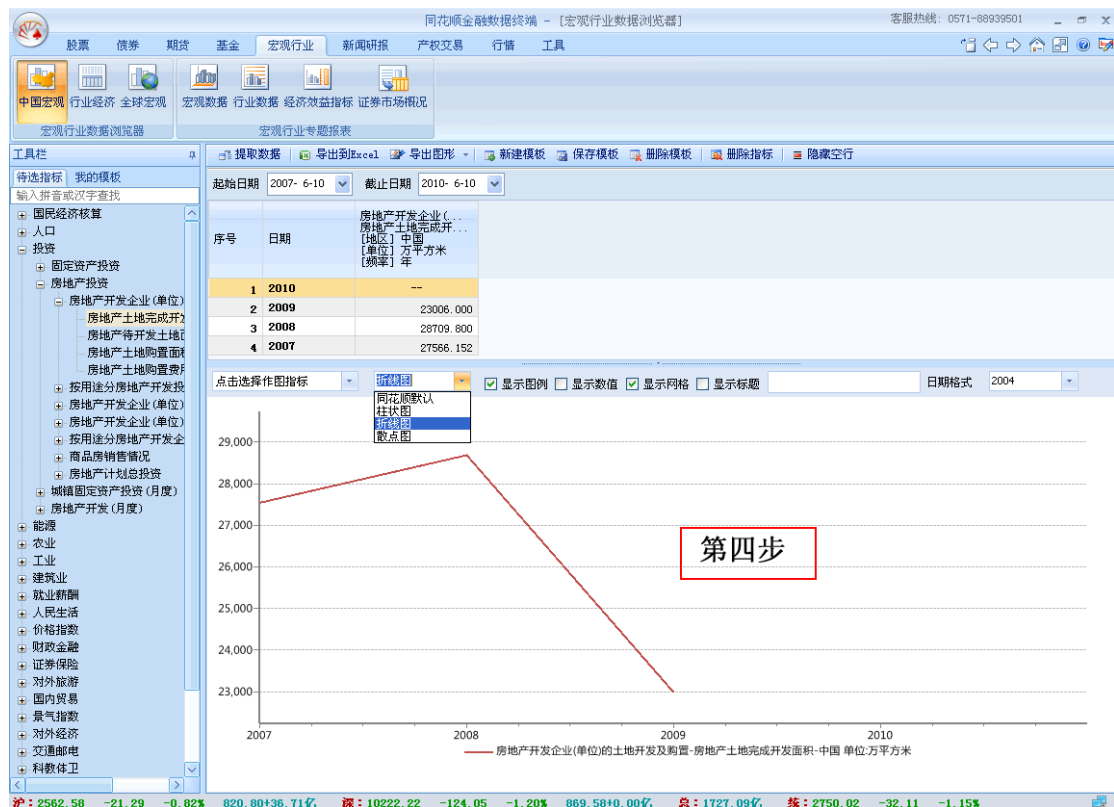 同花顺金融数据终端 - [宏观行业数据浏览器]
客服热线: 0571-88939501
股票 债券 期货 基金 宏观行业 新闻研报 产权交易 行情 工具
中国宏观 行业经济 全球宏观 宏观数据 行业数据 经济效益指标 证券市场概况
宏观行业数据浏览器 宏观行业专题报表
工具栏
提取数据 导出到Excel 导出图形 新建模板 保存模板 删除模板 删除指标 隐藏空行
待选指标 我的模板
输入拼音或汉字查找
起始日期 2007- 6-10 截止日期 2010- 6-10
国民经济核算
人口
投资
固定资产投资
房地产投资
房地产开发企业(单位)
房地产土地完成开发
房地产待开发土地面
房地产土地购置面积
房地产土地购置费用
按用途分房地产开发投
房地产开发企业(单位)
房地产开发企业(单位)
按用途分房地产开发企
商品房销售情况
房地产计划总投资
城镇固定资产投资(月度)
房地产开发(月度)
能源
农业
工业
建筑业
就业薪酬
人民生活
价格指数
财政金融
证券保险
对外旅游
国内贸易
景气指数
对外经济
交通邮电
科教体卫
序号 日期
房地产开发企业(...
房地产土地完成开...
[地区] 中国
[单位] 万平方米
[频率] 年
1 2010 --
2 2009 23006.000
3 2008 28709.800
4 2007 27566.152
点击选择作图指标 折线图 显示图例 显示数值 显示网格 显示标题 日期格式 2004
同花顺默认
柱状图
折线图
散点图
29,000
28,000
27,000
26,000
25,000
24,000
23,000
第四步
2007 2008 2009 2010
房地产开发企业(单位)的土地开发及购置-房地产土地完成开发面积-中国 单位:万平方米
沪:2562.58 -21.29 -0.82% 820.80+36.71亿 深:10222.22 -124.05 -1.20% 869.58+0.00亿 总:1727.09亿 综:2750.02 -32.11 -1.15%